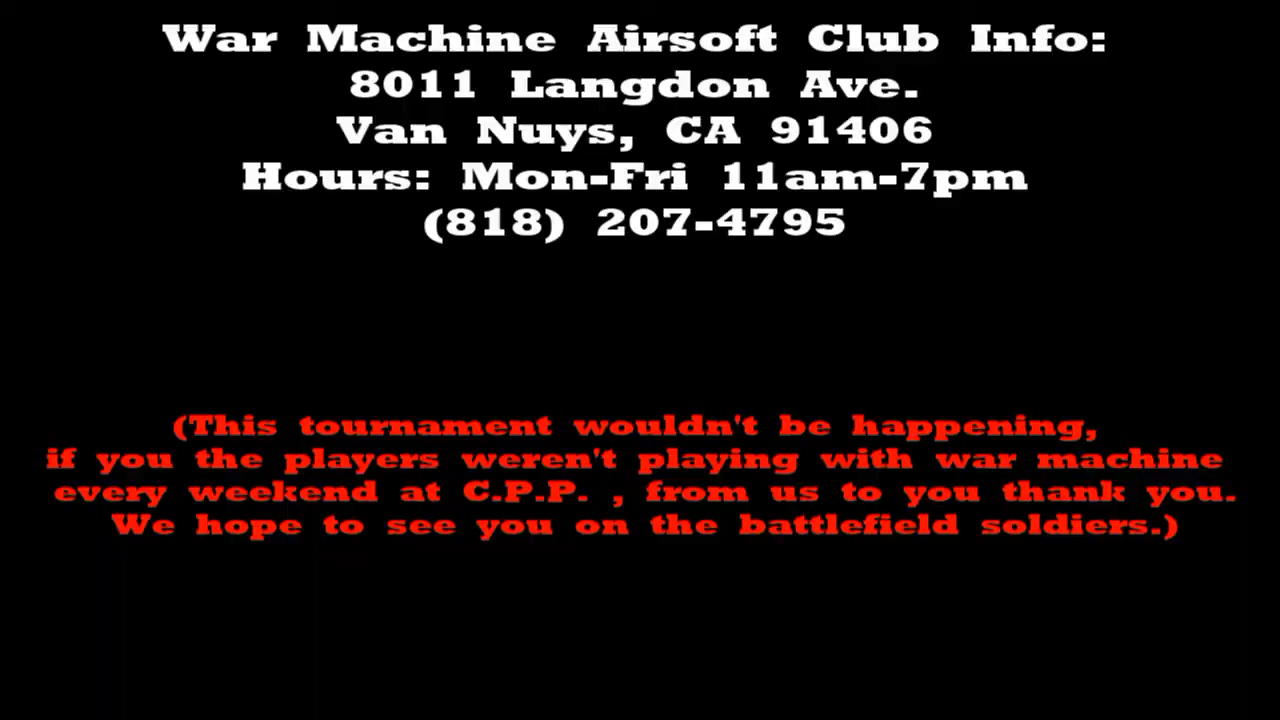 War Machine Airsoft Club Info:
8011 Langdon Ave.
Van Nuys, CA 91406
Hours: Mon-Fri 11am-7pm
(818) 207-4795
(This tournament wouldn't be happening,
if you the players weren't playing with war machine
every weekend at C.P.P. , from us to you thank you.
We hope to see you on the battlefield soldiers.)